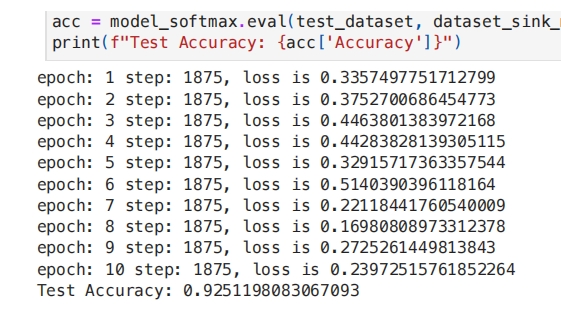 acc = model_softmax.eval(test_dataset, dataset_sink_
print(f"Test Accuracy: {acc['Accuracy']}")
epoch: 1 step: 1875, loss is 0.3357497751712799
epoch: 2 step: 1875, loss is 0.3752700686454773
epoch: 3 step: 1875, loss is 0.4463801383972168
epoch: 4 step: 1875, loss is 0.44283828139305115
epoch: 5 step: 1875, loss is 0.32915717363357544
epoch: 6 step: 1875, loss is 0.5140390396118164
epoch: 7 step: 1875, loss is 0.22118441760540009
epoch: 8 step: 1875, loss is 0.16980808973312378
epoch: 9 step: 1875, loss is 0.2725261449813843
epoch: 10 step: 1875, loss is 0.23972515761852264
Test Accuracy: 0.9251198083067093